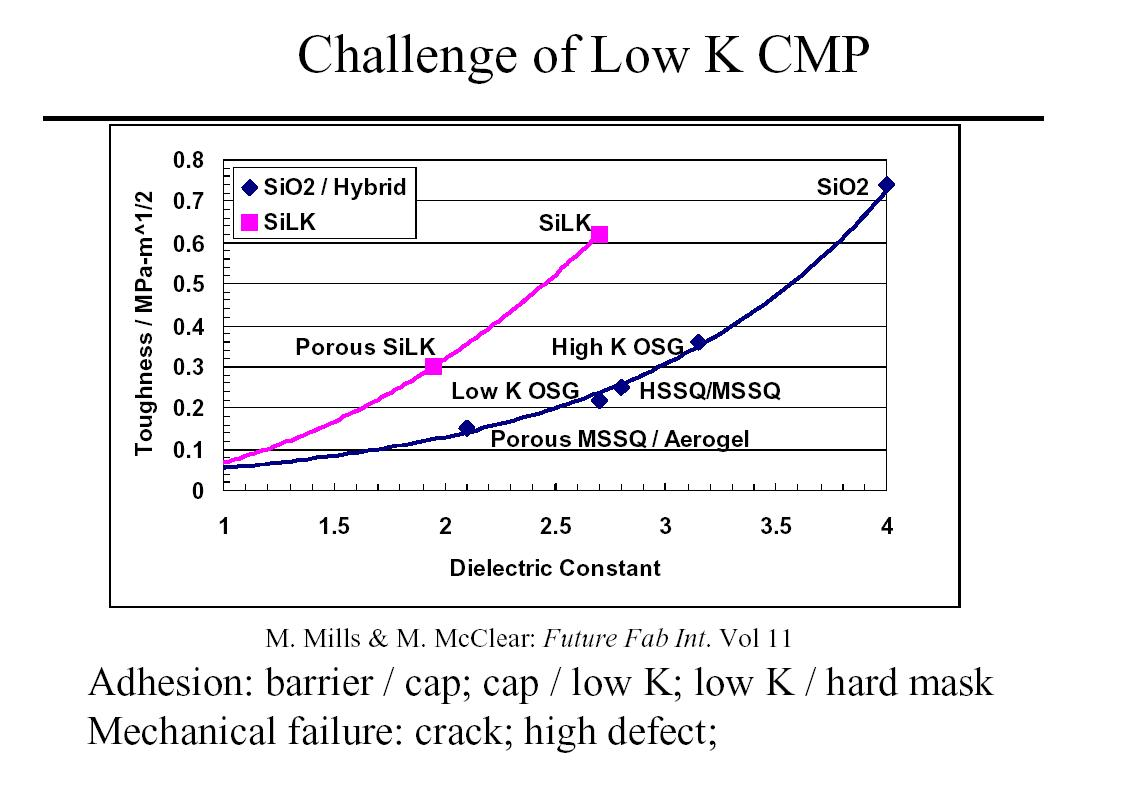 Challenge of Low K CMP
0.8
0.7
0.6
0.5
0.4
0.3
0.2
0.1
0
Toughness / MPa-m^1/2
SiO2 / Hybrid
SiLK
SiO2
SiLK
Porous SiLK
High K OSG
Low K OSG
HSSQ/MSSQ
Porous MSSQ / Aerogel
1 1.5 2 2.5 3 3.5 4
Dielectric Constant
M. Mills & M. McClear: Future Fab Int. Vol 11
Adhesion: barrier / cap; cap / low K; low K / hard mask
Mechanical failure: crack; high defect;